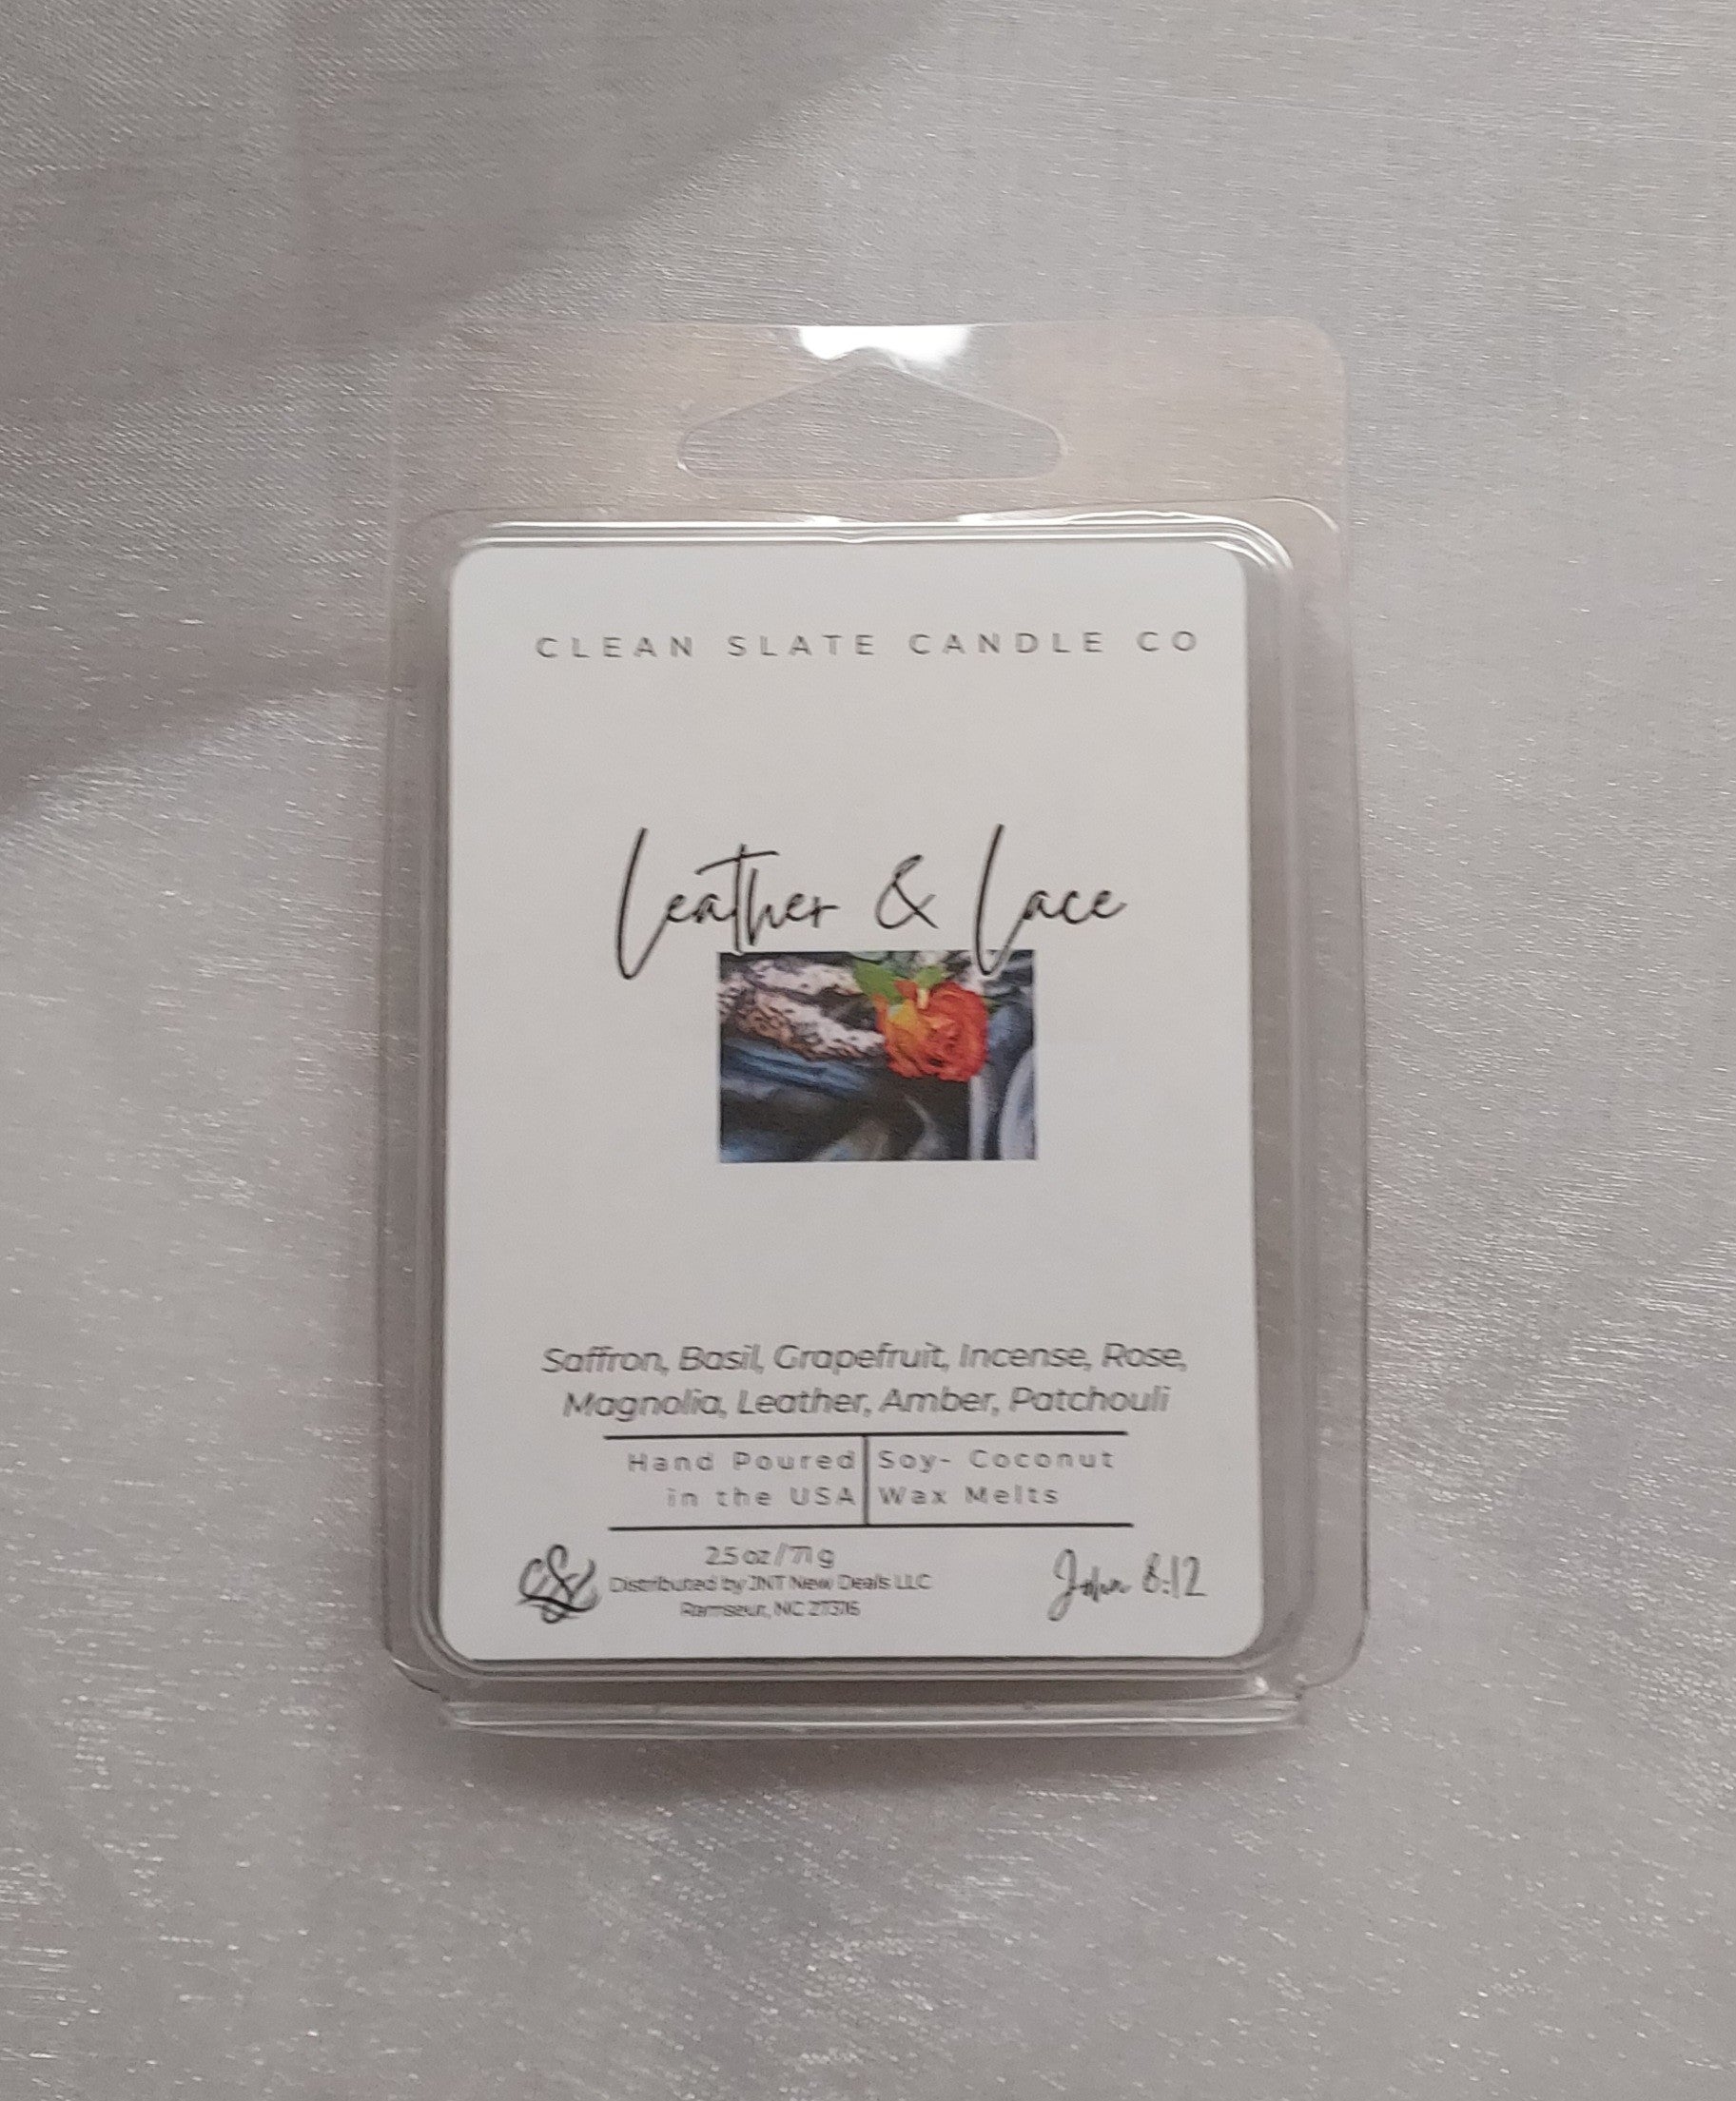 CLEAN SLATE CANDLE CO
Leather & Lace
Saffron, Basil, Grapefruit, Incense, Rose,
Magnolia, Leather, Amber, Patchouli
Hand Poured
in the USA
Soy- Coconut
Wax Melts
2.5 oz / 71 g
Distributed by JNT New Deals LLC
Ramseur, NC 27316
John 8:12